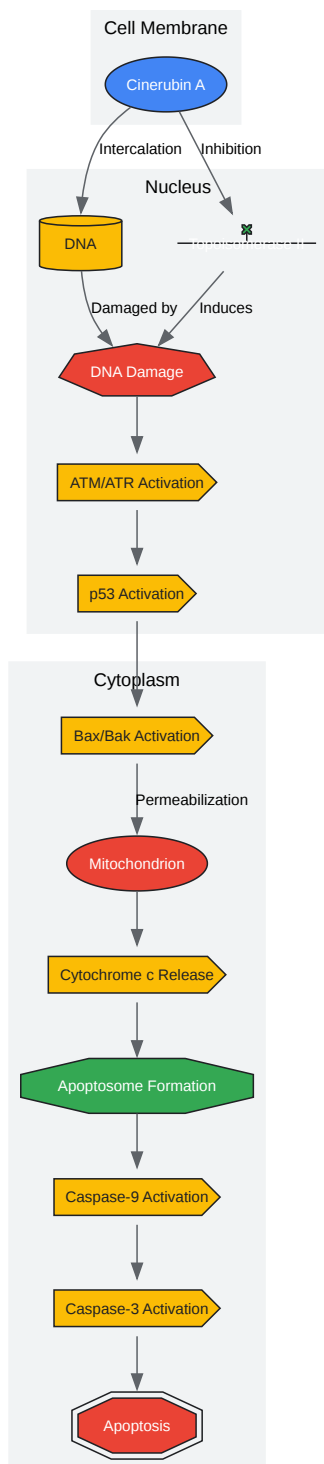 Cell Membrane
Cinerubin A
Intercalation
Inhibition
Nucleus
DNA
Damaged by
Induces
DNA Damage
ATM/ATR Activation
p53 Activation
Cytoplasm
Bax/Bak Activation
Permeabilization
Mitochondrion
Cytochrome c Release
Apoptosome Formation
Caspase-9 Activation
Caspase-3 Activation
Apoptosis